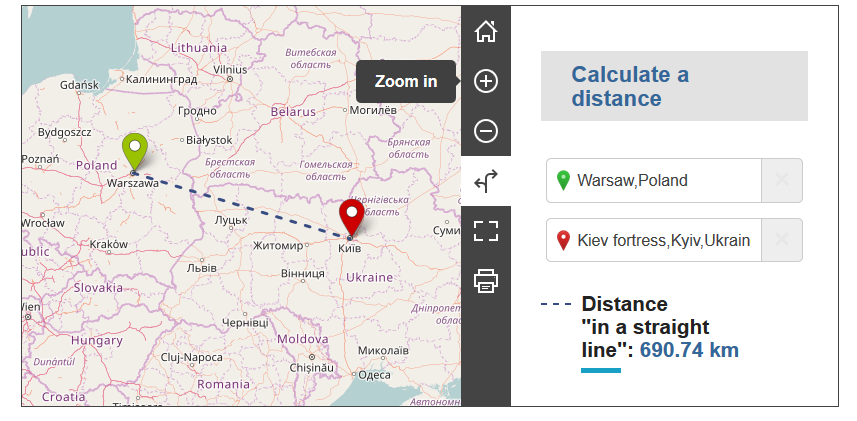 Lithuania
Витебская
область
Vilnius
Gdańsk
Калининград
Zoom in
Гродно
Belarus
Могилёв
Bydgoszcz
Białystok
Брянская
область
Poznań
Poland
Брестская
область
Гомельская
область
Warszawa
Чернігівська
область
Wrocław
Луцьк
Суми
Kraków
Житомир
Київ
Львів
Вінниця
Ukraine
Slovakia
Чернівці
Дніпропет
област
Hungary
Moldova
Dunántúl
Cluj-Napoca
Chișinău
Миколаїв
Romania
Одеса
Croatia
Автономн
Calculate a
distance
Warsaw,Poland
Kiev fortress,Kyiv,Ukrain
Distance
"in a straight
line": 690.74 km